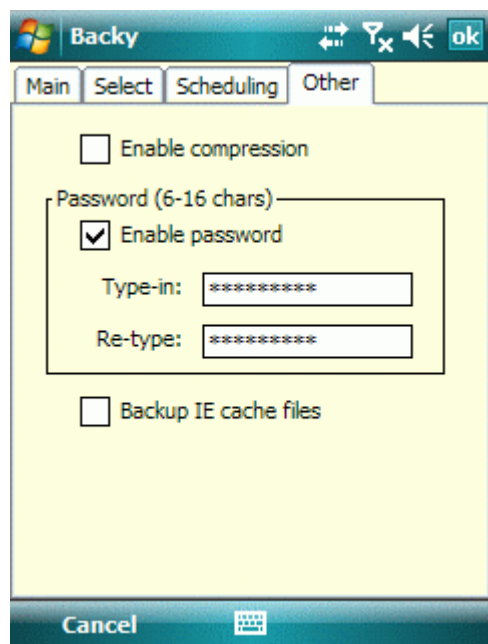 Backy ok
Main Select Scheduling Other
Enable compression
Password (6-16 chars)
Enable password
Type-in: *********
Re-type: *********
Backup IE cache files
Cancel